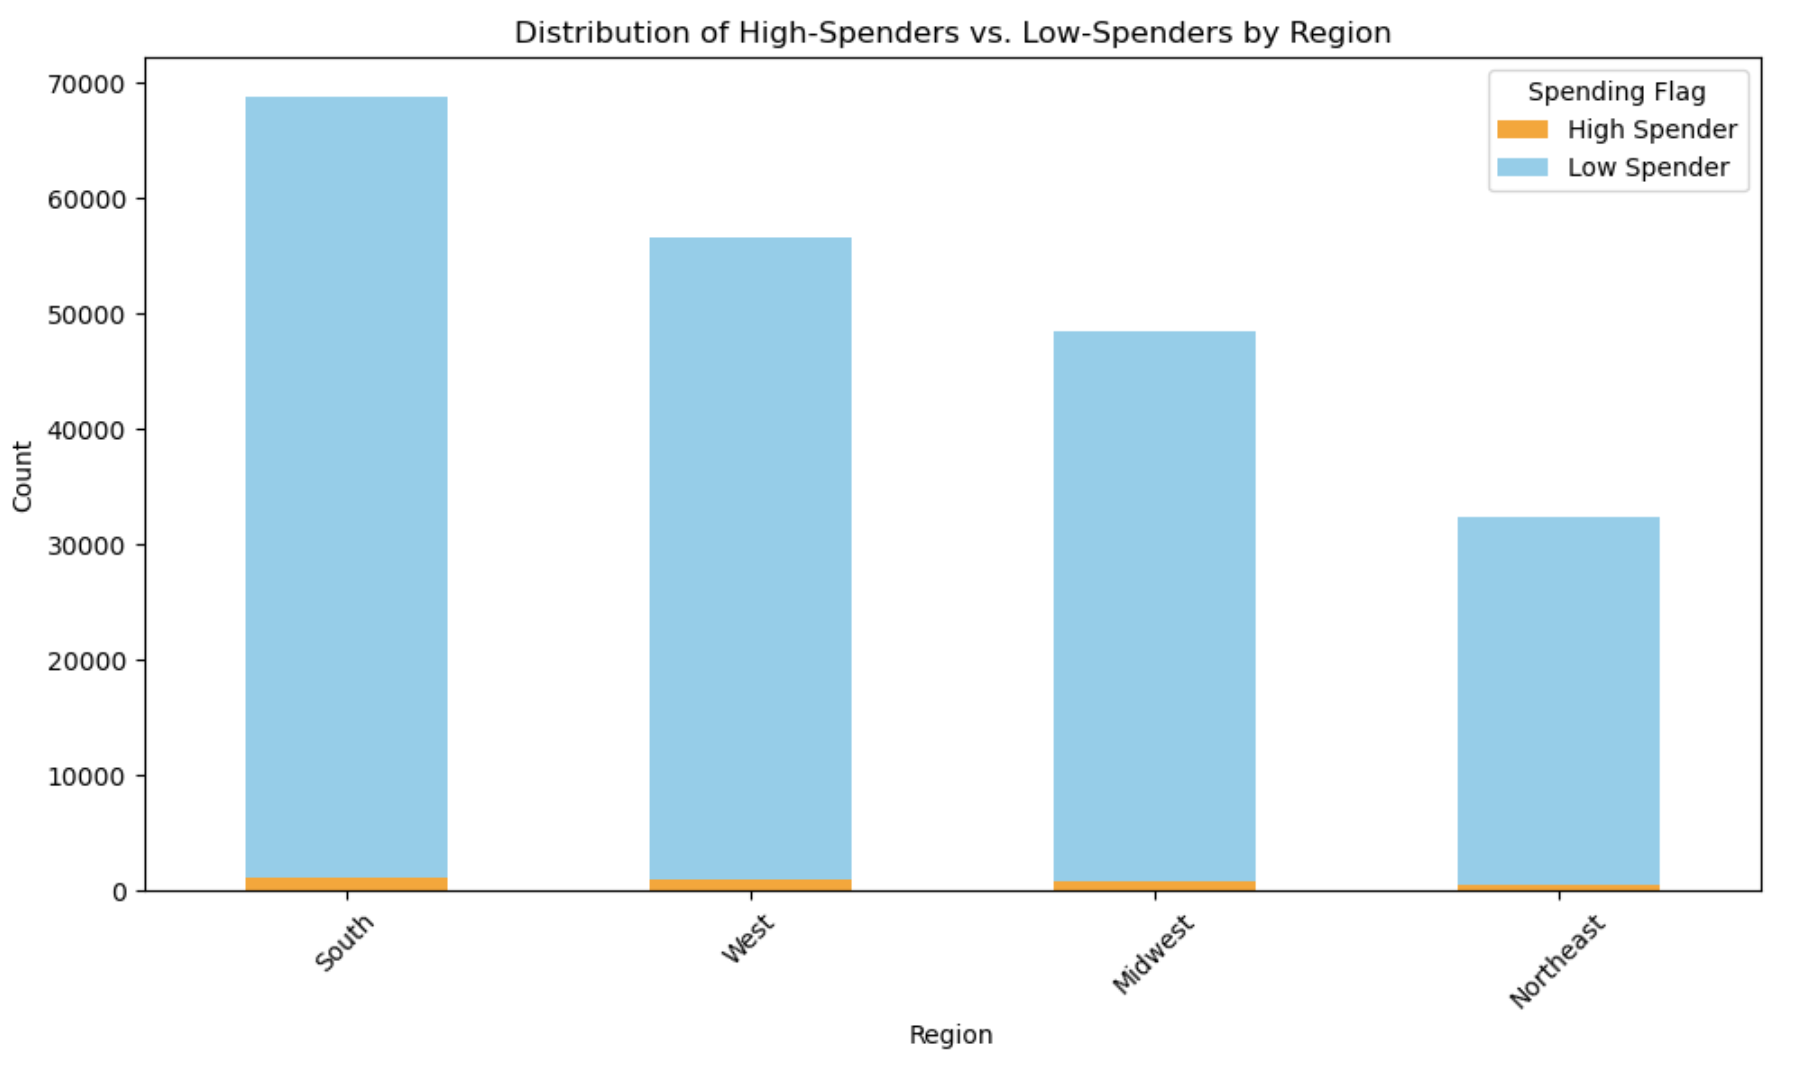 Distribution of High-Spenders vs. Low-Spenders by Region
Spending Flag
High Spender
Low Spender
70000
60000
50000
40000
30000
20000
10000
0
Count
South
West
Midwest
Northeast
Region